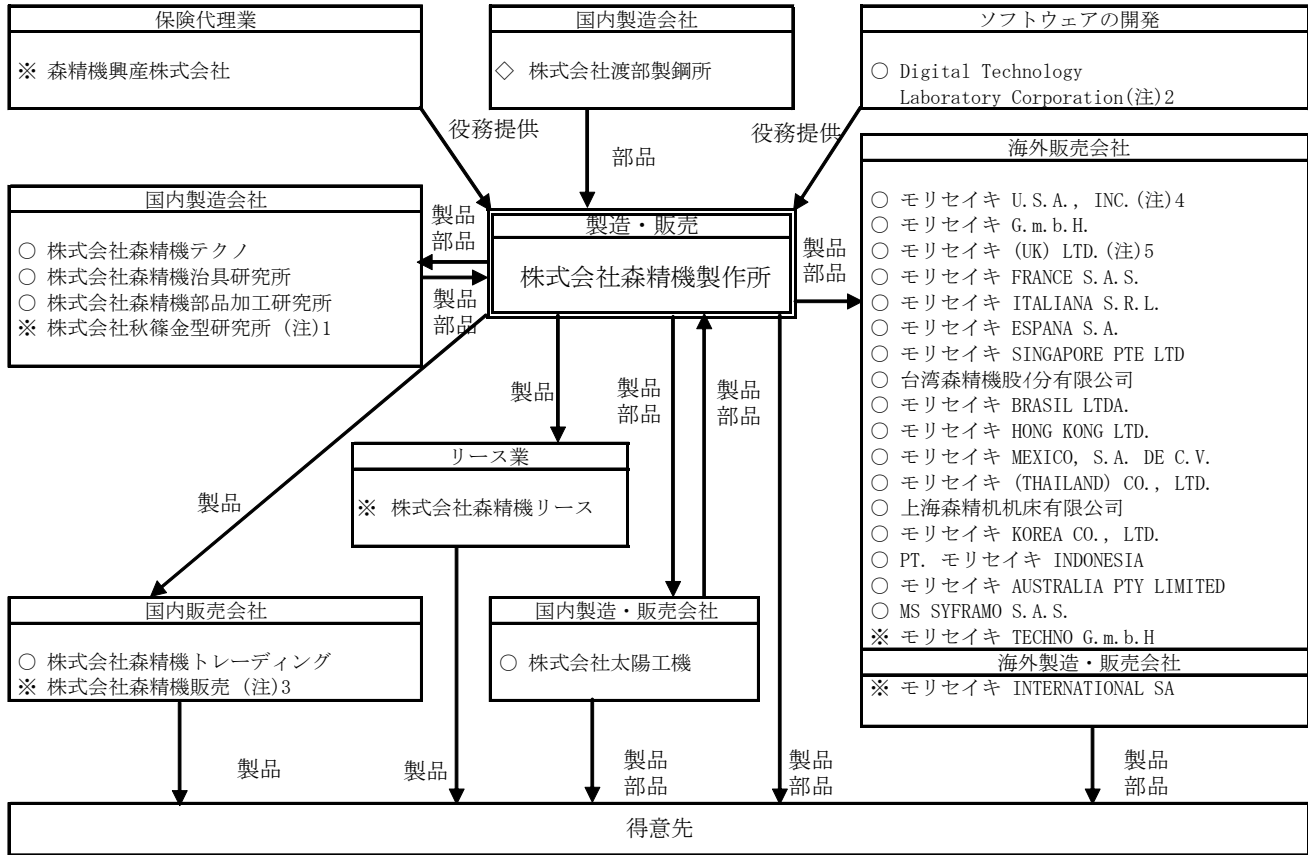 保険代理業
※ 森精機興産株式会社
国内製造会社
◇ 株式会社渡部製鋼所
ソフトウェアの開発
○ Digital Technology
Laboratory Corporation(注)2
役務提供
部品
役務提供
国内製造会社
○ 株式会社森精機テクノ
○ 株式会社森精機治具研究所
○ 株式会社森精機部品加工研究所
※ 株式会社秋篠金型研究所 (注)1
製品
部品
製品
部品
製造・販売
株式会社森精機製作所
製品
部品
海外販売会社
○ モリセイキ U.S.A., INC.(注)4
○ モリセイキ G.m.b.H.
○ モリセイキ (UK) LTD.(注)5
○ モリセイキ FRANCE S.A.S.
○ モリセイキ ITALIANA S.R.L.
○ モリセイキ ESPANA S.A.
○ モリセイキ SINGAPORE PTE LTD
○ 台湾森精機股イ分有限公司
○ モリセイキ BRASIL LTDA.
○ モリセイキ HONG KONG LTD.
○ モリセイキ MEXICO, S.A. DE C.V.
○ モリセイキ (THAILAND) CO., LTD.
○ 上海森精机机床有限公司
○ モリセイキ KOREA CO., LTD.
○ PT. モリセイキ INDONESIA
○ モリセイキ AUSTRALIA PTY LIMITED
○ MS SYFRAMO S.A.S.
※ モリセイキ TECHNO G.m.b.H
海外製造・販売会社
※ モリセイキ INTERNATIONAL SA
製品
製品
製品
部品
製品
部品
リース業
※ 株式会社森精機リース
国内販売会社
○ 株式会社森精機トレーディング
※ 株式会社森精機販売 (注)3
国内製造・販売会社
○ 株式会社太陽工機
製品
製品
製品
部品
製品
部品
製品
部品
得意先